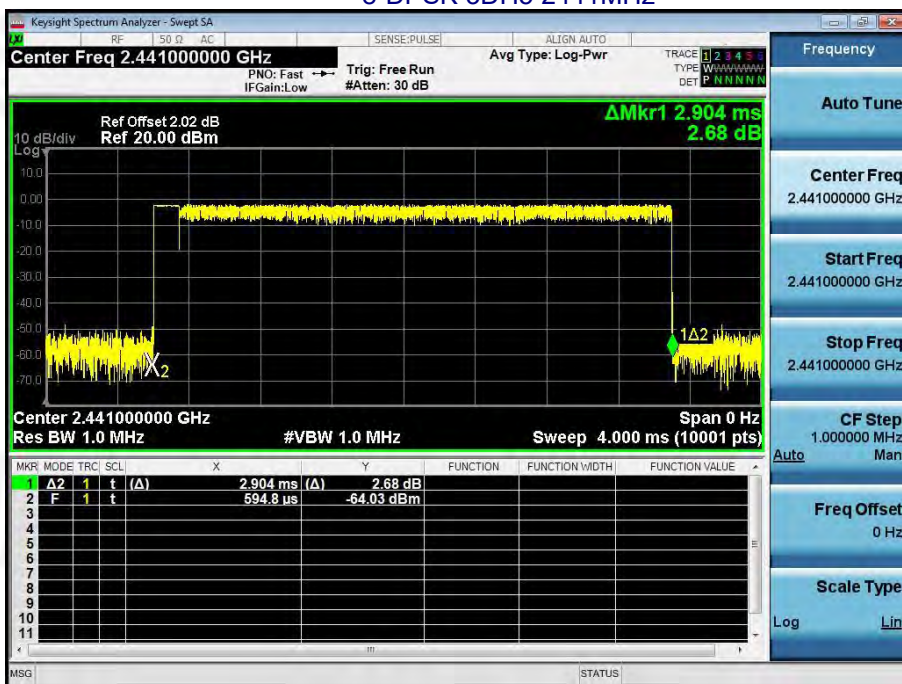 Keysight Spectrum Analyzer - Swept SA
RF 50 Ω AC SENSE:PULSE ALIGN AUTO
Center Freq 2.441000000 GHz
PNO: Fast
IFGain:Low
Trig: Free Run
#Atten: 30 dB
Avg Type: Log-Pwr
TRACE 1 2 3 4 5 6
TYPE WWWWWW
DET P N N N N N
Frequency
Auto Tune
Center Freq
2.441000000 GHz
Start Freq
2.441000000 GHz
Stop Freq
2.441000000 GHz
CF Step
1.000000 MHz
Auto Man
Freq Offset
0 Hz
Scale Type
Log Lin
ΔMkr1 2.904 ms
2.68 dB
Ref Offset 2.02 dB
10 dB/div Ref 20.00 dBm
Log
10.0
0.00
-10.0
-20.0
-30.0
-40.0
-50.0
-60.0
-70.0
1Δ2
X2
Center 2.441000000 GHz Span 0 Hz
Res BW 1.0 MHz #VBW 1.0 MHz Sweep 4.000 ms (10001 pts)
MKR MODE TRC SCL X Y FUNCTION FUNCTION WIDTH FUNCTION VALUE
1 Δ2 1 t (Δ) 2.904 ms (Δ) 2.68 dB
2 F 1 t 594.8 µs -64.03 dBm
3
4
5
6
7
8
9
10
11
MSG STATUS